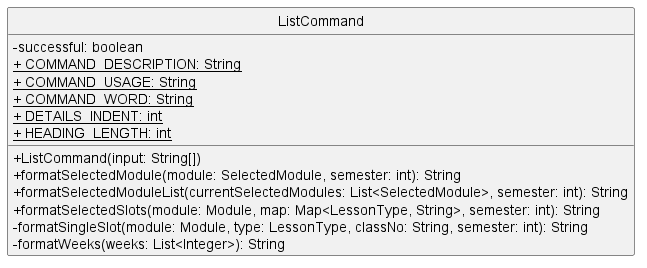 ListCommand
-successful: boolean
+ COMMAND_DESCRIPTION: String
+ COMMAND_USAGE: String
+ COMMAND_WORD: String
+ DETAILS_INDENT: int
+ HEADING_LENGTH: int
+ListCommand(input: String[])
+formatSelectedModule(module: SelectedModule, semester: int): String
+formatSelectedModuleList(currentSelectedModules: List<SelectedModule>, semester: int): String
+formatSelectedSlots(module: Module, map: Map<LessonType, String>, semester: int): String
-formatSingleSlot(module: Module, type: LessonType, classNo: String, semester: int): String
-formatWeeks(weeks: List<Integer>): String